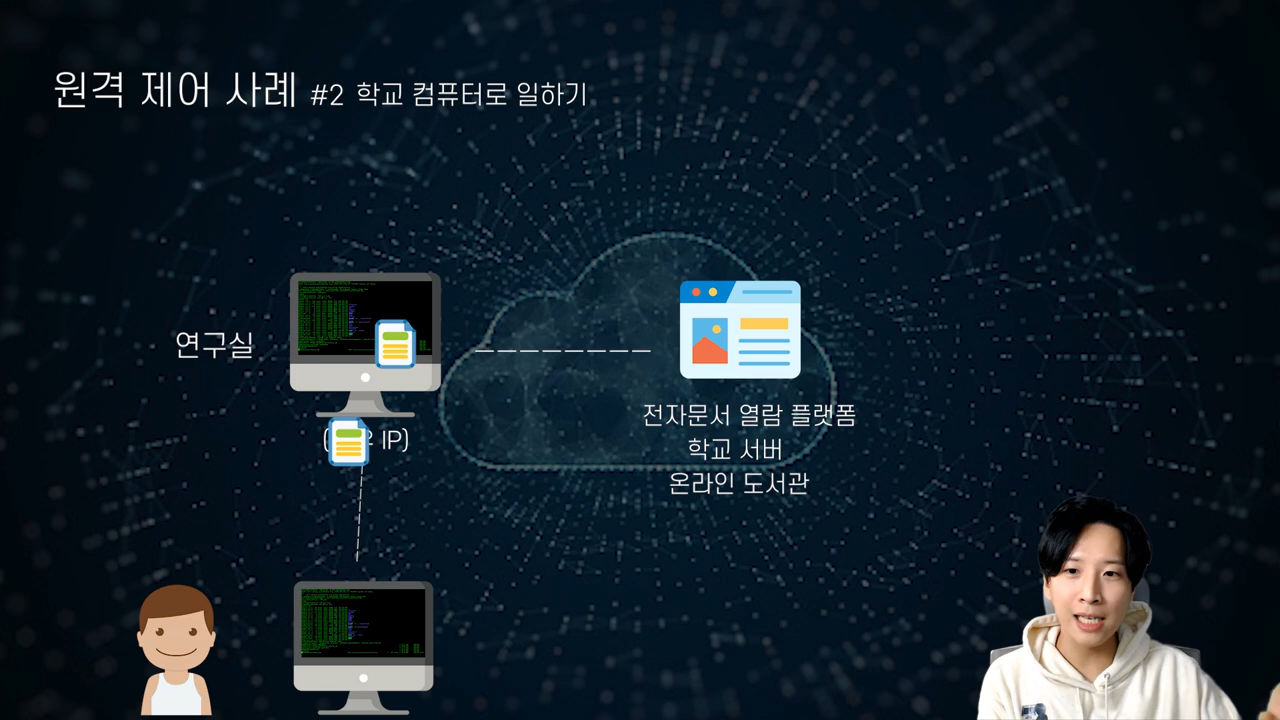 원격 제어 사례 #2 학교 컴퓨터로 일하기
연구실
IP)
전자문서 열람 플랫폼
학교 서버
온라인 도서관